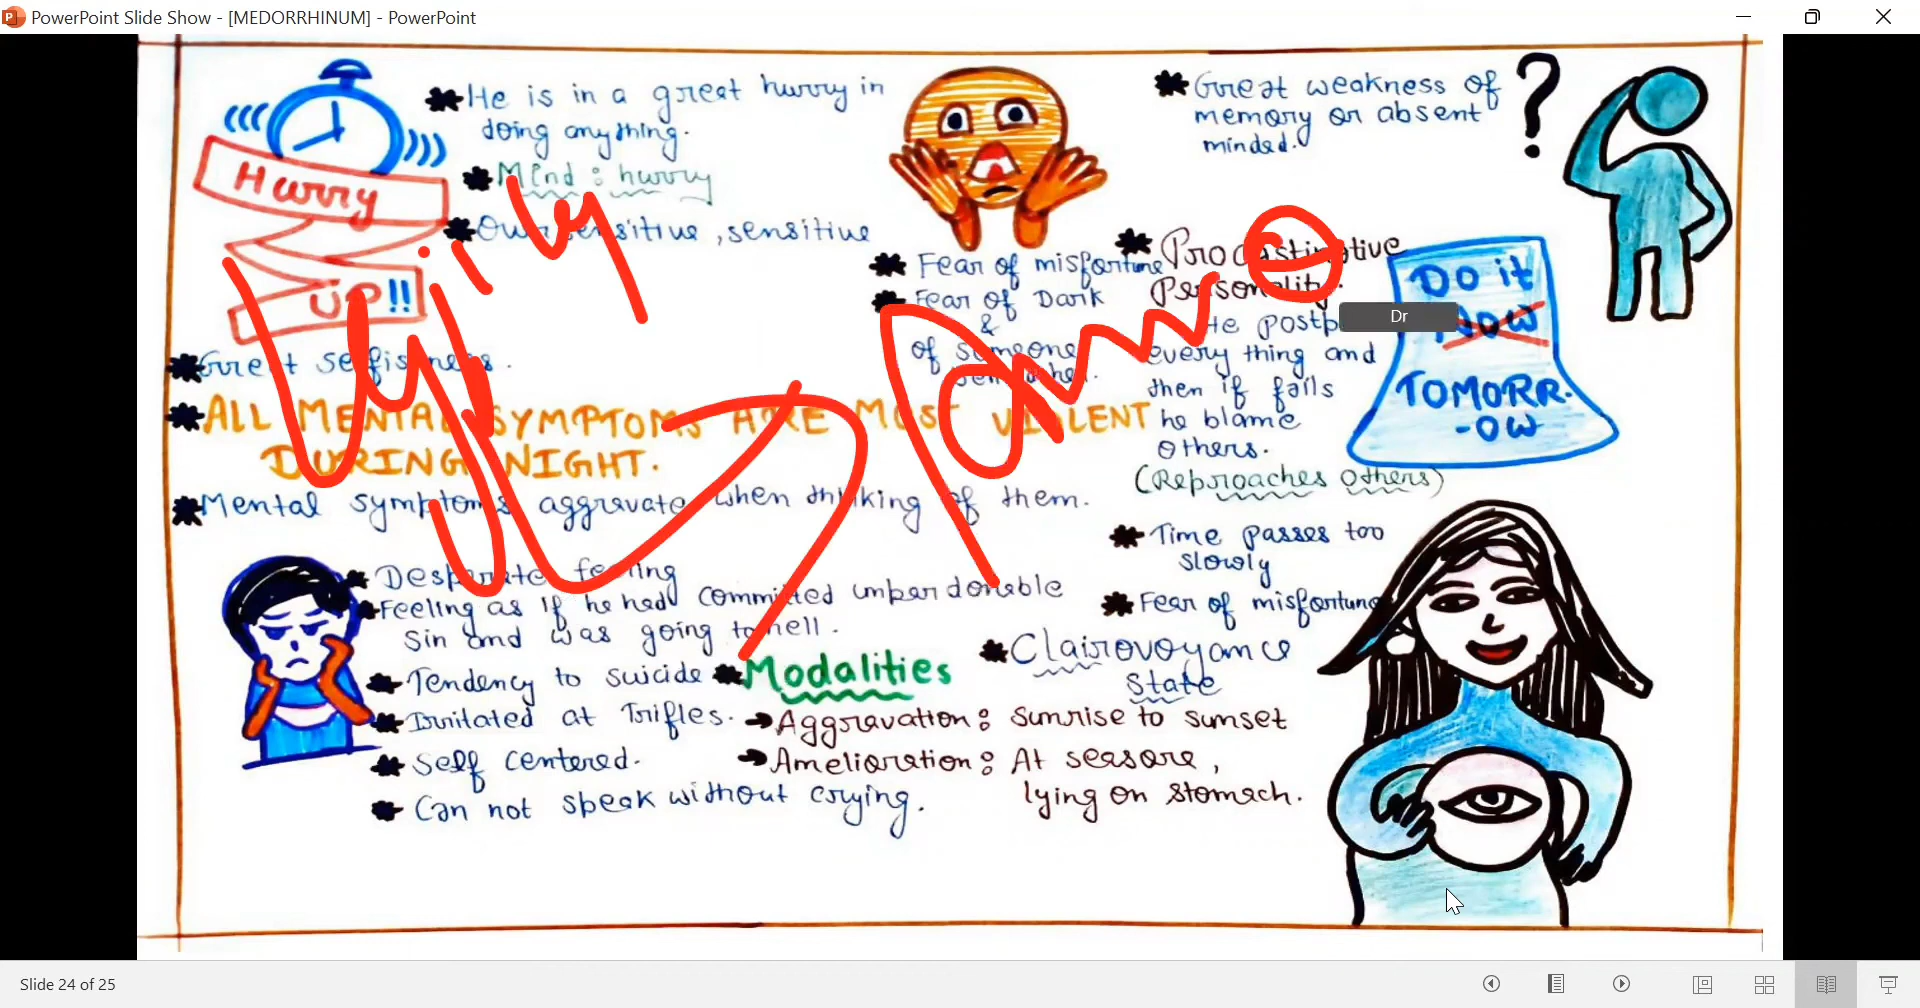 PowerPoint Slide Show - [MEDORRHINUM] - PowerPoint
He is in a great hurry in
doing anything.
Mind : hurry
sensitive
Hurry
UP!!
Great weakness of
memory or absent
minded.
?
Fear of misfortune
Fear of Dark
&
of someone
Personality.
He
every thing and
then if fails
he blame
others.
(Reproaches others)
Do it
NOW
TOMORR-
-OW
Dr
Great selfishness.
ALL MENTAL SYMPTOMS ARE MOST VIOLENT
DURING NIGHT.
Mental symptoms aggravate when thinking of them.
Time passes too
slowly
Fear of misfortune
Clairovoyance
state
Desperate feeling
Feeling as if he had committed unpardonable
Sin and was going to hell.
Tendency to suicide
Irritated at Trifles.
Self centered.
Can not speak without crying.
Modalities
Aggravation: Sunrise to sunset
Amelioration: At seasore,
lying on stomach.
Slide 24 of 25